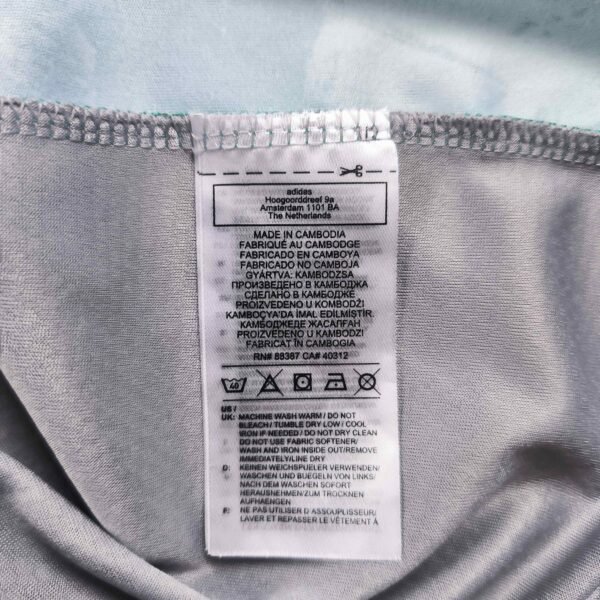 adidas
Hoogoorddreef 9a
Amsterdam 1101 BA
The Netherlands
MADE IN CAMBODIA
FABRIQUÉ AU CAMBODGE
FABRICADO EN CAMBOYA
FABRICADO NO CAMBOJA
GYÁRTVA: KAMBODZSA
ПРОИЗВЕДЕНО В КАМБОДЖА
СДЕЛАНО В КАМБОДЖЕ
PROIZVEDENO U KOMBODŽI
KAMBOÇYA'DA İMAL EDİLMİŞTİR.
КАМБОДЖЕДЕ ЖАСАЛҒАН
PROIZVEDENO U KAMBODŽI
FABRICAT ÎN CAMBOGIA
RN# 88387 CA# 40312
40
US /
UK: MACHINE WASH WARM / DO NOT
BLEACH / TUMBLE DRY LOW / COOL
IRON IF NEEDED / DO NOT DRY CLEAN
DO NOT USE FABRIC SOFTENER/
WASH AND IRON INSIDE OUT/REMOVE
IMMEDIATELY/LINE DRY
D: KEINEN WEICHSPUELER VERWENDEN/
WASCHEN UND BUEGELN VON LINKS/
NACH DEM WASCHEN SOFORT
HERAUSNEHMEN/ZUM TROCKNEN
AUFHAENGEN
F: NE PAS UTILISER D ASSOUPLISSEUR/
LAVER ET REPASSER LE VÊTEMENT À